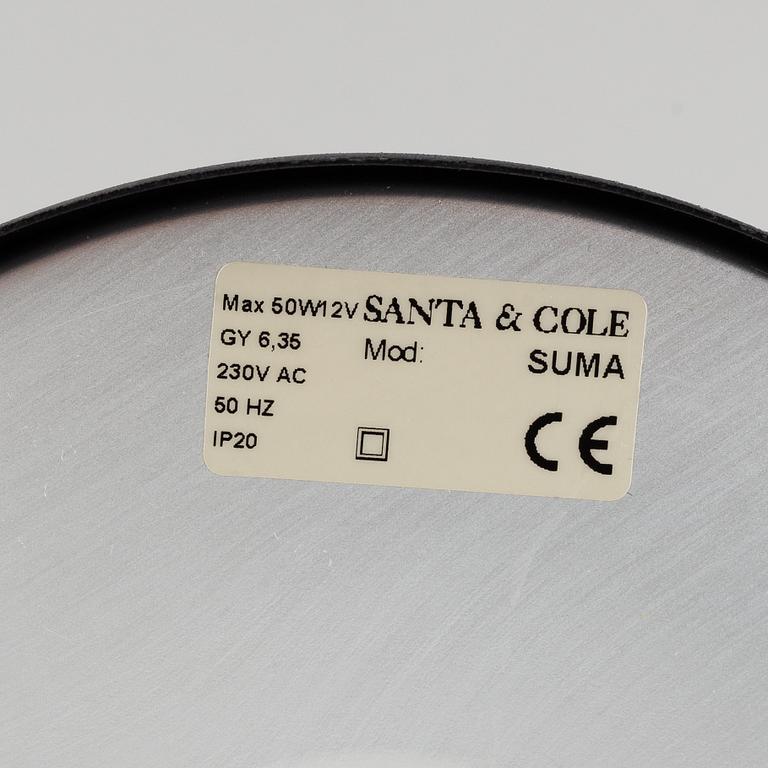 Max 50W12V SANTA & COLE
GY 6,35 Mod: SUMA
230V AC
50 HZ
IP20 CE